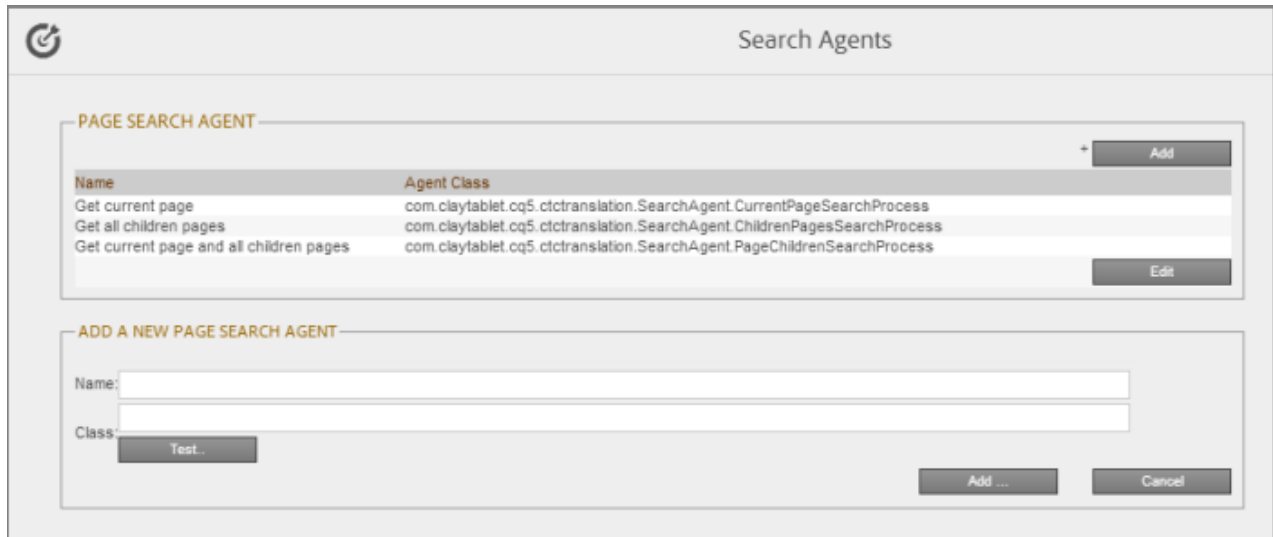 Search Agents
PAGE SEARCH AGENT
+ Add
Name Agent Class
Get current page com.claytablet.cq5.ctctranslation.SearchAgent.CurrentPageSearchProcess
Get all children pages com.claytablet.cq5.ctctranslation.SearchAgent.ChildrenPagesSearchProcess
Get current page and all children pages com.claytablet.cq5.ctctranslation.SearchAgent.PageChildrenSearchProcess
Edit
ADD A NEW PAGE SEARCH AGENT
Name:
Class:
Test..
Add ... Cancel